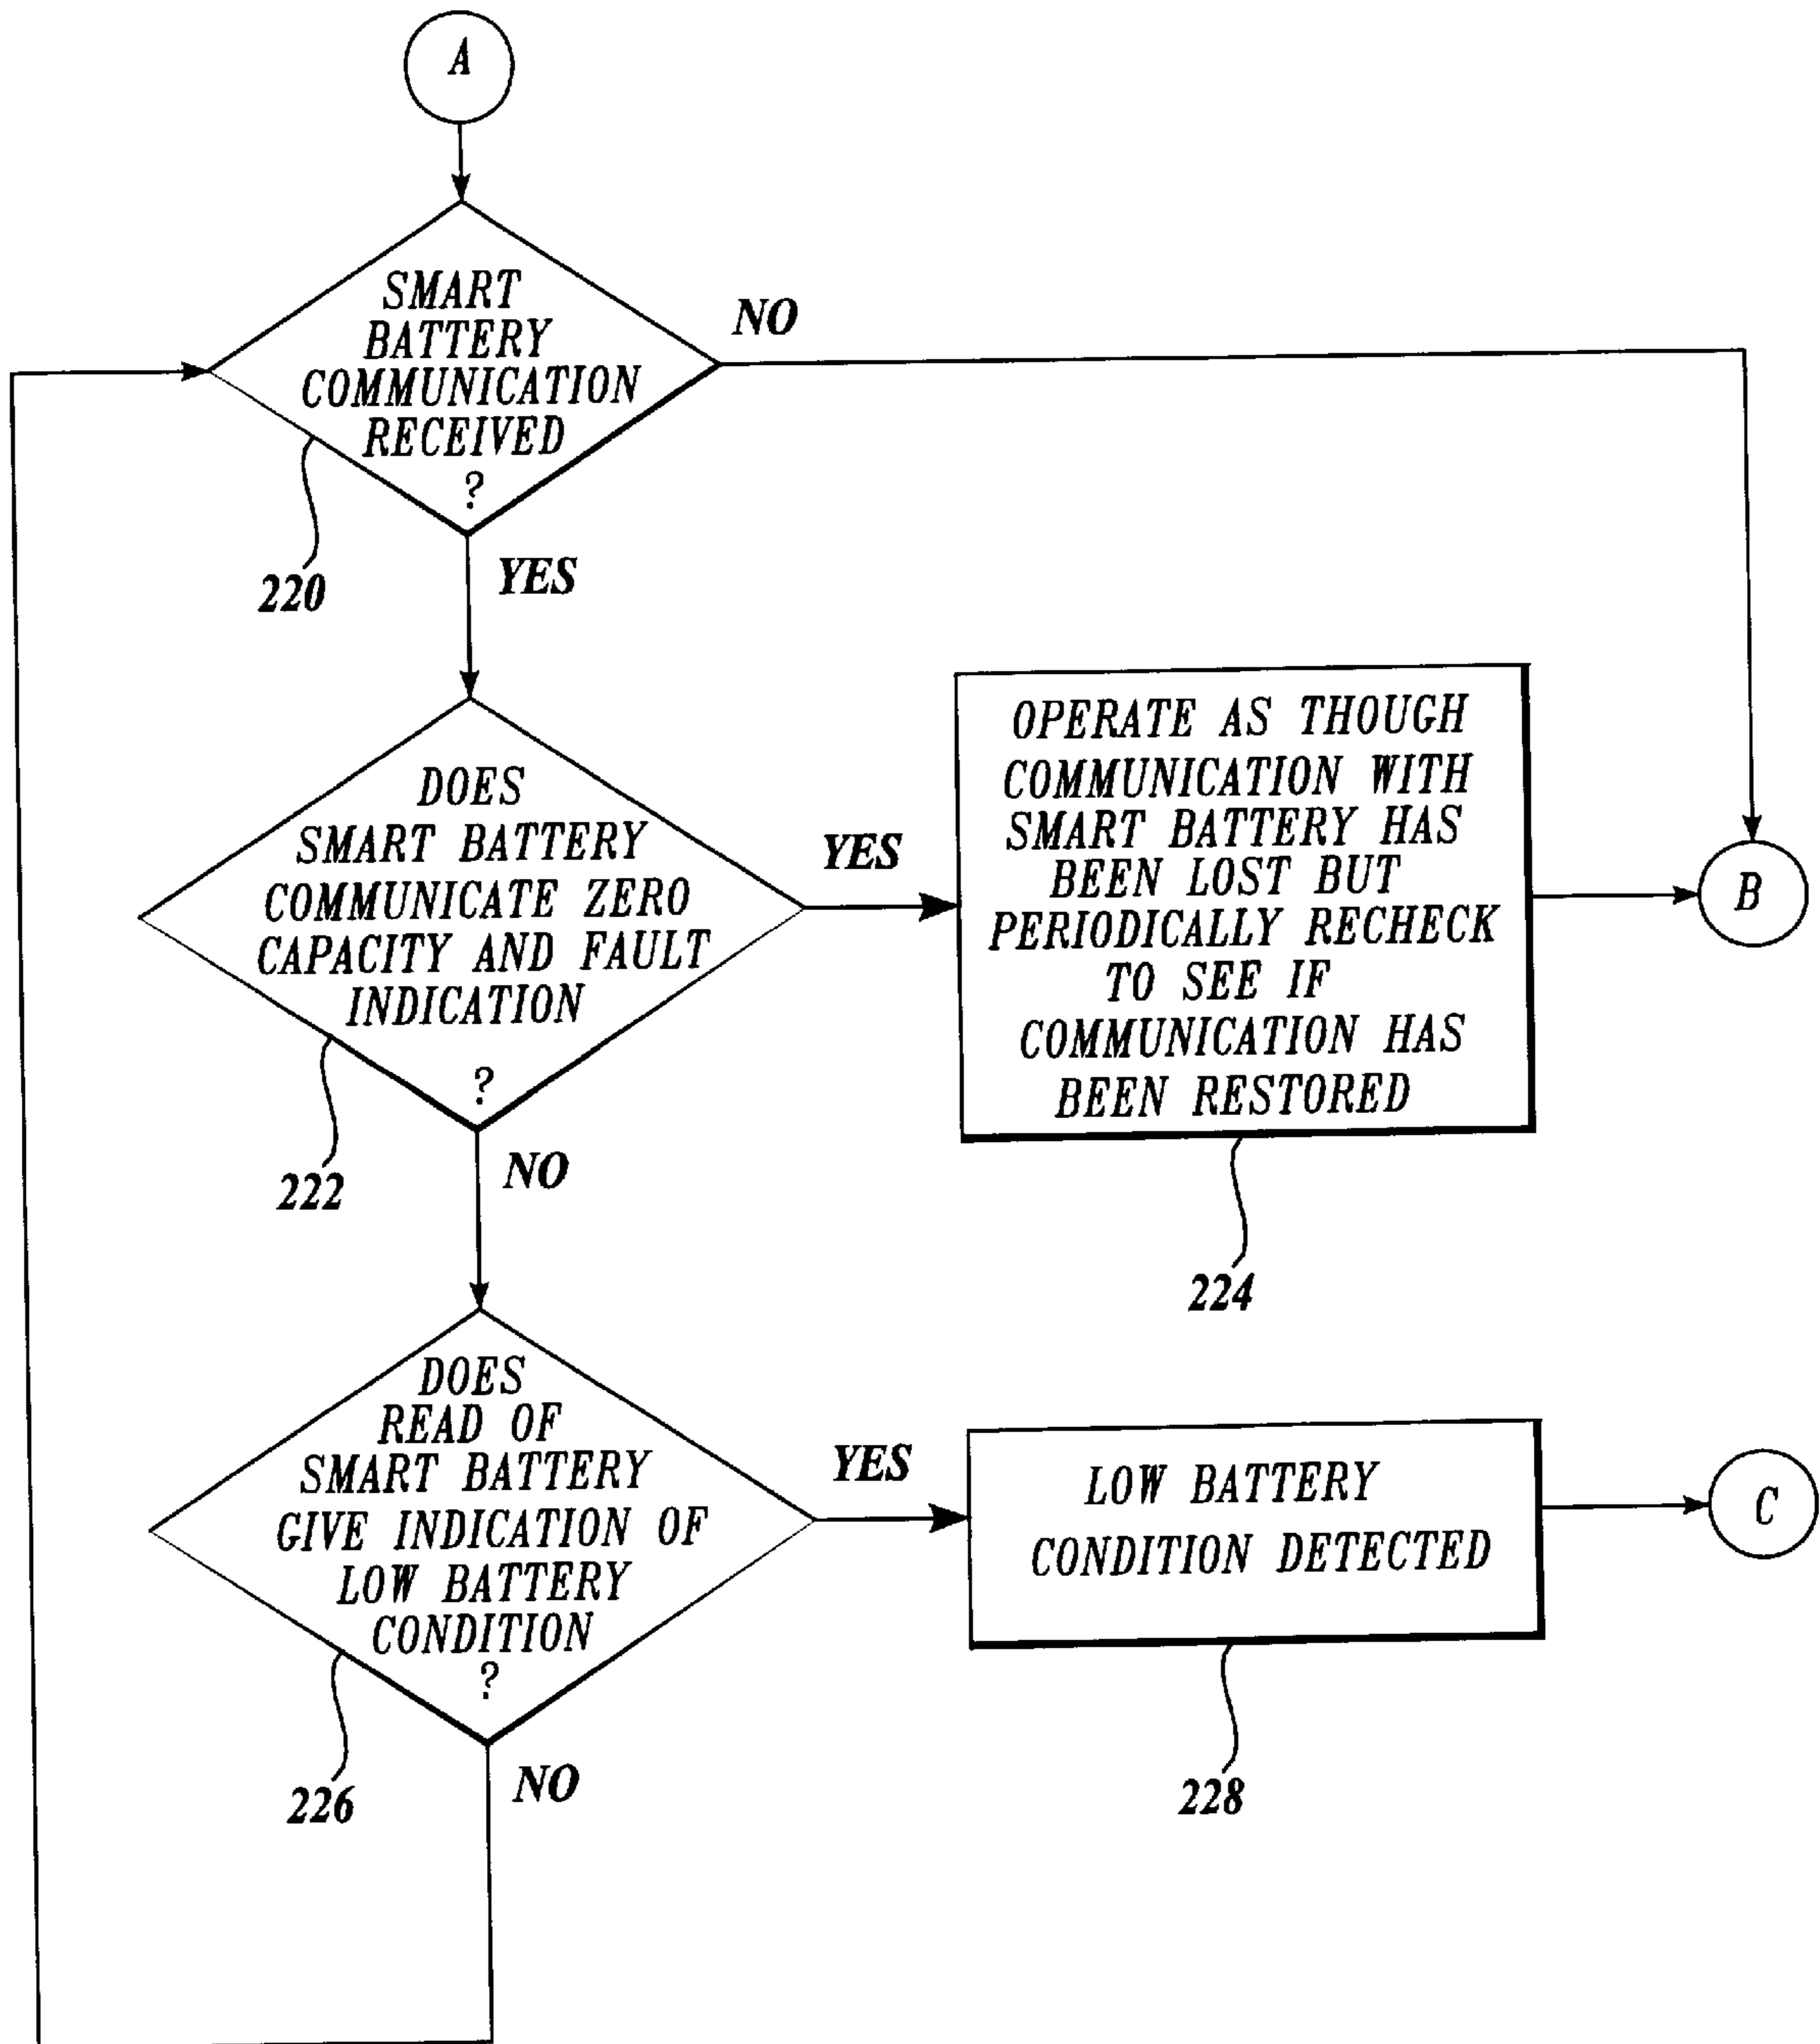 A
SMART
BATTERY
COMMUNICATION
RECEIVED
?
NO
220
YES
DOES
SMART BATTERY
COMMUNICATE ZERO
CAPACITY AND FAULT
INDICATION
?
YES
222
NO
OPERATE AS THOUGH
COMMUNICATION WITH
SMART BATTERY HAS
BEEN LOST BUT
PERIODICALLY RECHECK
TO SEE IF
COMMUNICATION HAS
BEEN RESTORED
224
B
DOES
READ OF
SMART BATTERY
GIVE INDICATION OF
LOW BATTERY
CONDITION
?
YES
226
NO
LOW BATTERY
CONDITION DETECTED
228
C